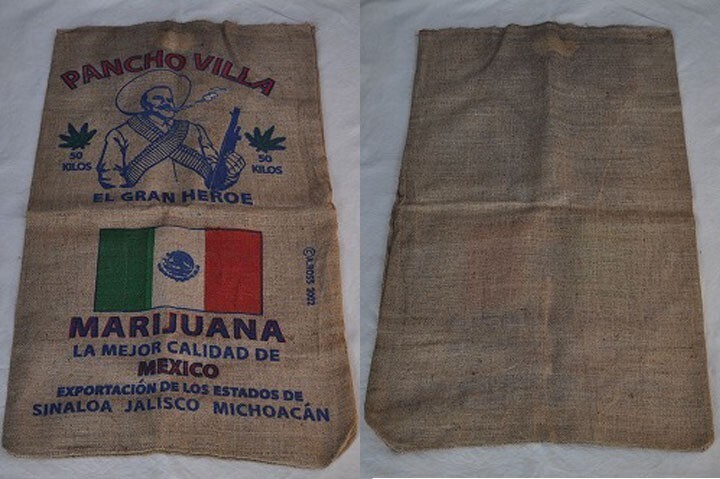 PANCHO VILLA
50 KILOS
50 KILOS
EL GRAN HEROE
MARIJUANA
LA MEJOR CALIDAD DE
MEXICO
EXPORTACIÓN DE LOS ESTADOS DE
SINALOA JALISCO MICHOACÁN
2002